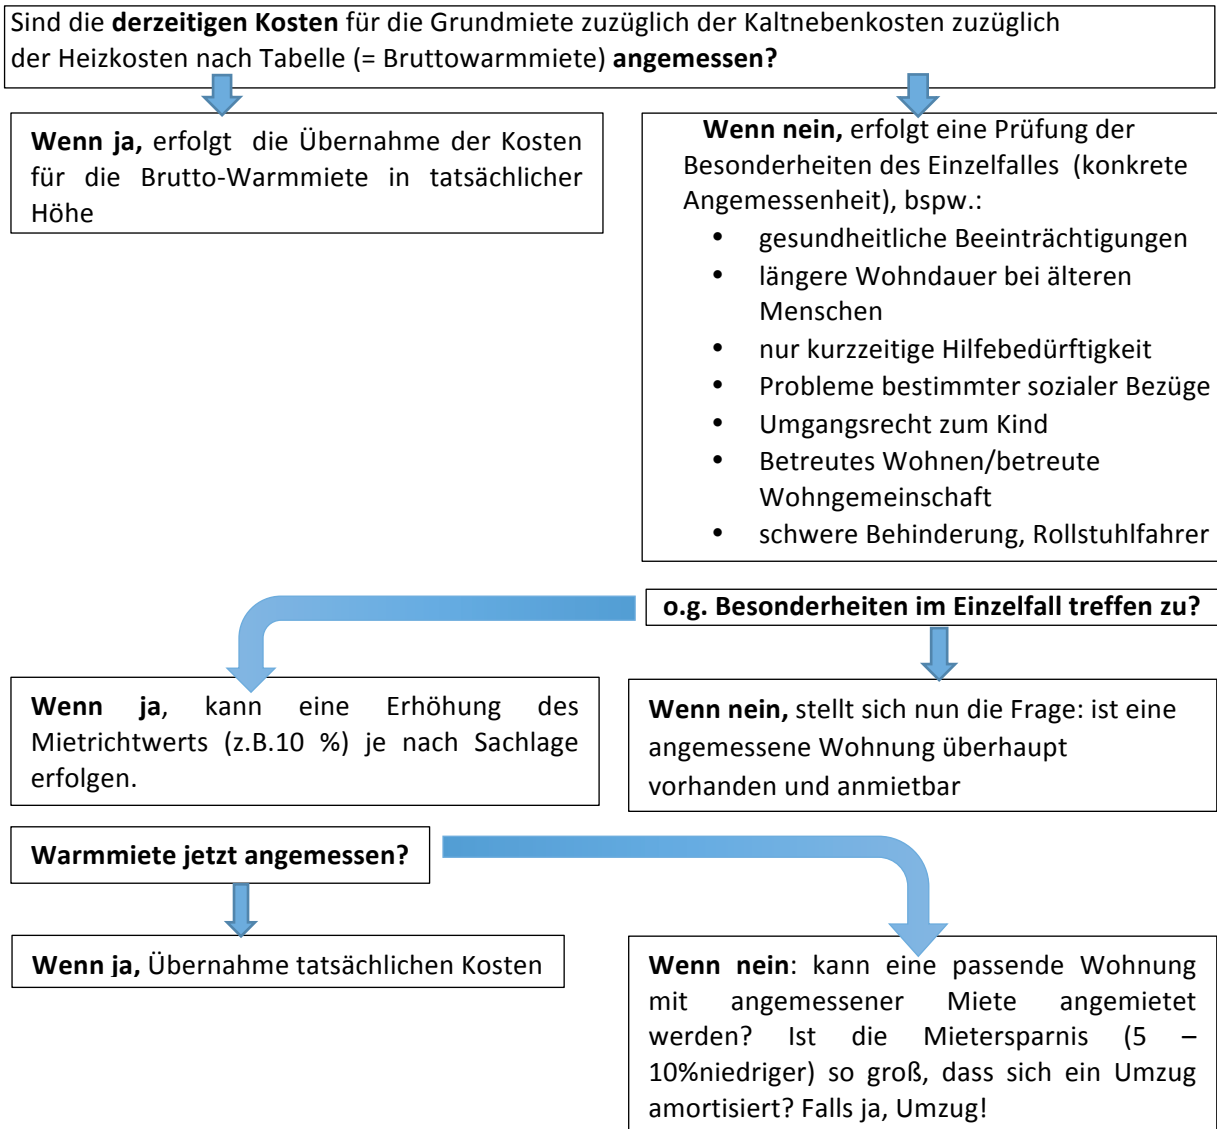 Sind die derzeitigen Kosten für die Grundmiete zuzüglich der Kaltnebenkosten zuzüglich
der Heizkosten nach Tabelle (= Bruttowarmmiete) angemessen?
Wenn ja, erfolgt die Übernahme der Kosten
für die Brutto-Warmmiete in tatsächlicher
Höhe
Wenn nein, erfolgt eine Prüfung der
Besonderheiten des Einzelfalles (konkrete
Angemessenheit), bspw.:
• gesundheitliche Beeinträchtigungen
• längere Wohndauer bei älteren
Menschen
• nur kurzzeitige Hilfebedürftigkeit
• Probleme bestimmter sozialer Bezüge
• Umgangsrecht zum Kind
• Betreutes Wohnen/betreute
Wohngemeinschaft
• schwere Behinderung, Rollstuhlfahrer
o.g. Besonderheiten im Einzelfall treffen zu?
Wenn ja, kann eine Erhöhung des
Mietrichtwerts (z.B.10 %) je nach Sachlage
erfolgen.
Wenn nein, stellt sich nun die Frage: ist eine
angemessene Wohnung überhaupt
vorhanden und anmietbar
Warmmiete jetzt angemessen?
Wenn ja, Übernahme tatsächlichen Kosten
Wenn nein: kann eine passende Wohnung
mit angemessener Miete angemietet
werden? Ist die Mietersparnis (5 –
10%niedriger) so groß, dass sich ein Umzug
amortisiert? Falls ja, Umzug!